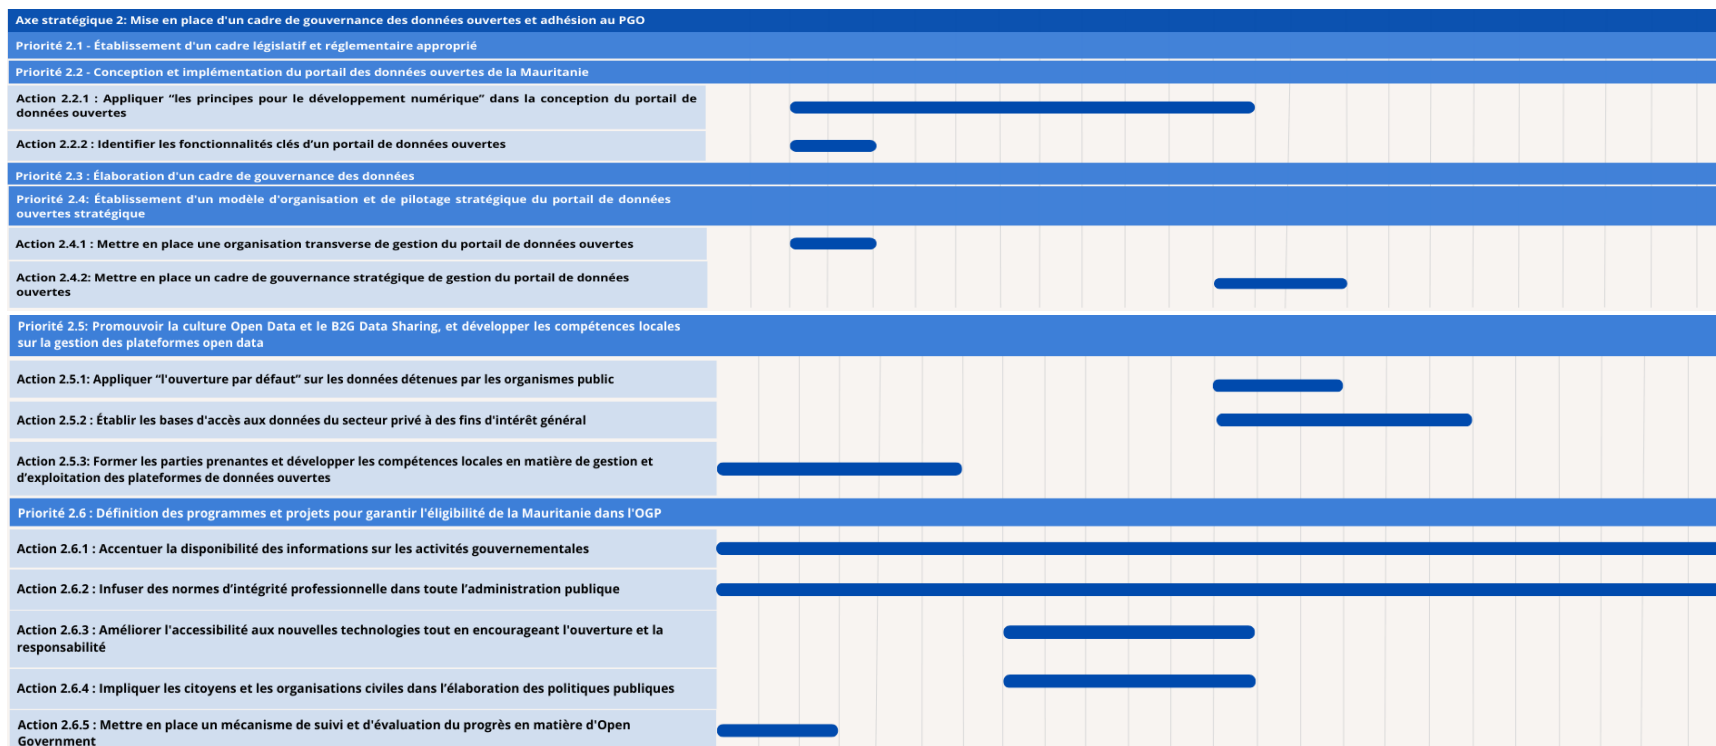 Axe stratégique 2: Mise en place d'un cadre de gouvernance des données ouvertes et adhésion au PGO
Priorité 2.1 - Établissement d'un cadre législatif et réglementaire approprié
Priorité 2.2 - Conception et implémentation du portail des données ouvertes de la Mauritanie
Action 2.2.1 : Appliquer “les principes pour le développement numérique” dans la conception du portail de
données ouvertes
Action 2.2.2 : Identifier les fonctionnalités clés d’un portail de données ouvertes
Priorité 2.3 : Élaboration d'un cadre de gouvernance des données
Priorité 2.4: Établissement d'un modèle d'organisation et de pilotage stratégique du portail de données
ouvertes stratégique
Action 2.4.1 : Mettre en place une organisation transverse de gestion du portail de données ouvertes
Action 2.4.2: Mettre en place un cadre de gouvernance stratégique de gestion du portail de données
ouvertes
Priorité 2.5: Promouvoir la culture Open Data et le B2G Data Sharing, et développer les compétences locales
sur la gestion des plateformes open data
Action 2.5.1: Appliquer “l'ouverture par défaut” sur les données détenues par les organismes public
Action 2.5.2 : Établir les bases d'accès aux données du secteur privé à des fins d'intérêt général
Action 2.5.3: Former les parties prenantes et développer les compétences locales en matière de gestion et
d’exploitation des plateformes de données ouvertes
Priorité 2.6 : Définition des programmes et projets pour garantir l'éligibilité de la Mauritanie dans l'OGP
Action 2.6.1 : Accentuer la disponibilité des informations sur les activités gouvernementales
Action 2.6.2 : Infuser des normes d’intégrité professionnelle dans toute l’administration publique
Action 2.6.3 : Améliorer l'accessibilité aux nouvelles technologies tout en encourageant l'ouverture et la
responsabilité
Action 2.6.4 : Impliquer les citoyens et les organisations civiles dans l’élaboration des politiques publiques
Action 2.6.5 : Mettre en place un mécanisme de suivi et d'évaluation du progrès en matière d'Open
Government